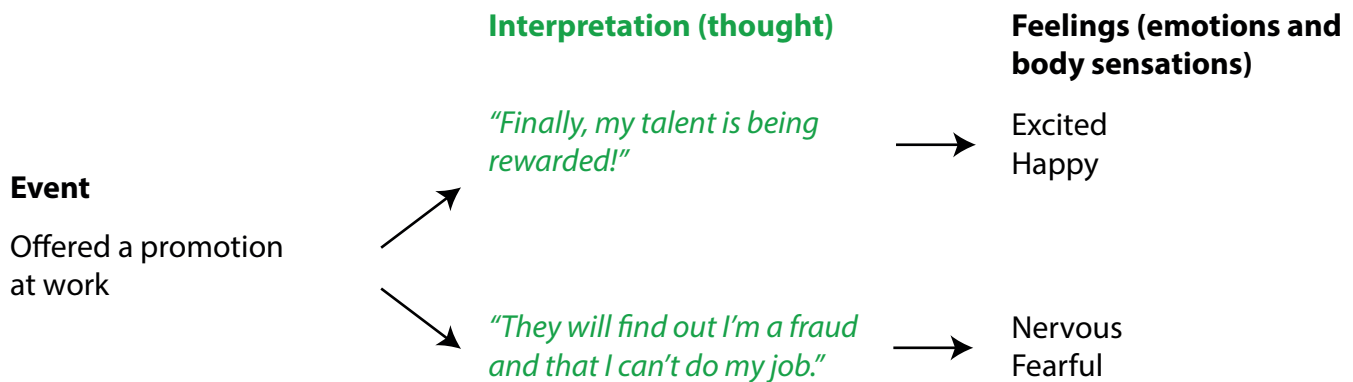 Interpretation (thought)
Feelings (emotions and
body sensations)
“Finally, my talent is being
rewarded!”
Excited
Happy
Event
Offered a promotion
at work
“They will find out I’m a fraud
and that I can’t do my job.”
Nervous
Fearful